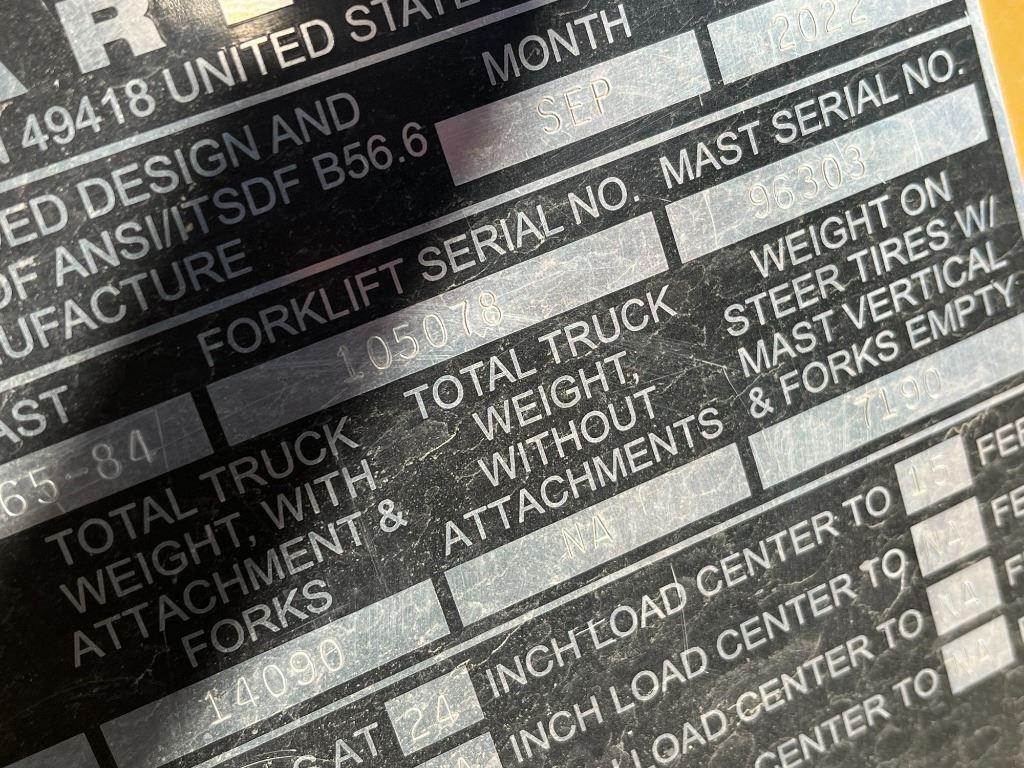 49418 UNITED STATE
MONTH
SEP 2022
ED DESIGN AND
OF ANSI/ITSDF B56.6
UFACTURE
FORKLIFT SERIAL NO. MAST SERIAL NO.
105078 96303
AST
65-84
TOTAL TRUCK
WEIGHT, WITH
ATTACHMENT &
FORKS
14090
TOTAL TRUCK
WEIGHT,
WITHOUT
ATTACHMENTS
NA
WEIGHT ON
STEER TIRES W/
MAST VERTICAL
& FORKS EMPTY
7190
AT 24 INCH LOAD CENTER TO 15 FEE
INCH LOAD CENTER TO NA FE
LOAD CENTER TO NA F
CENTER TO NA